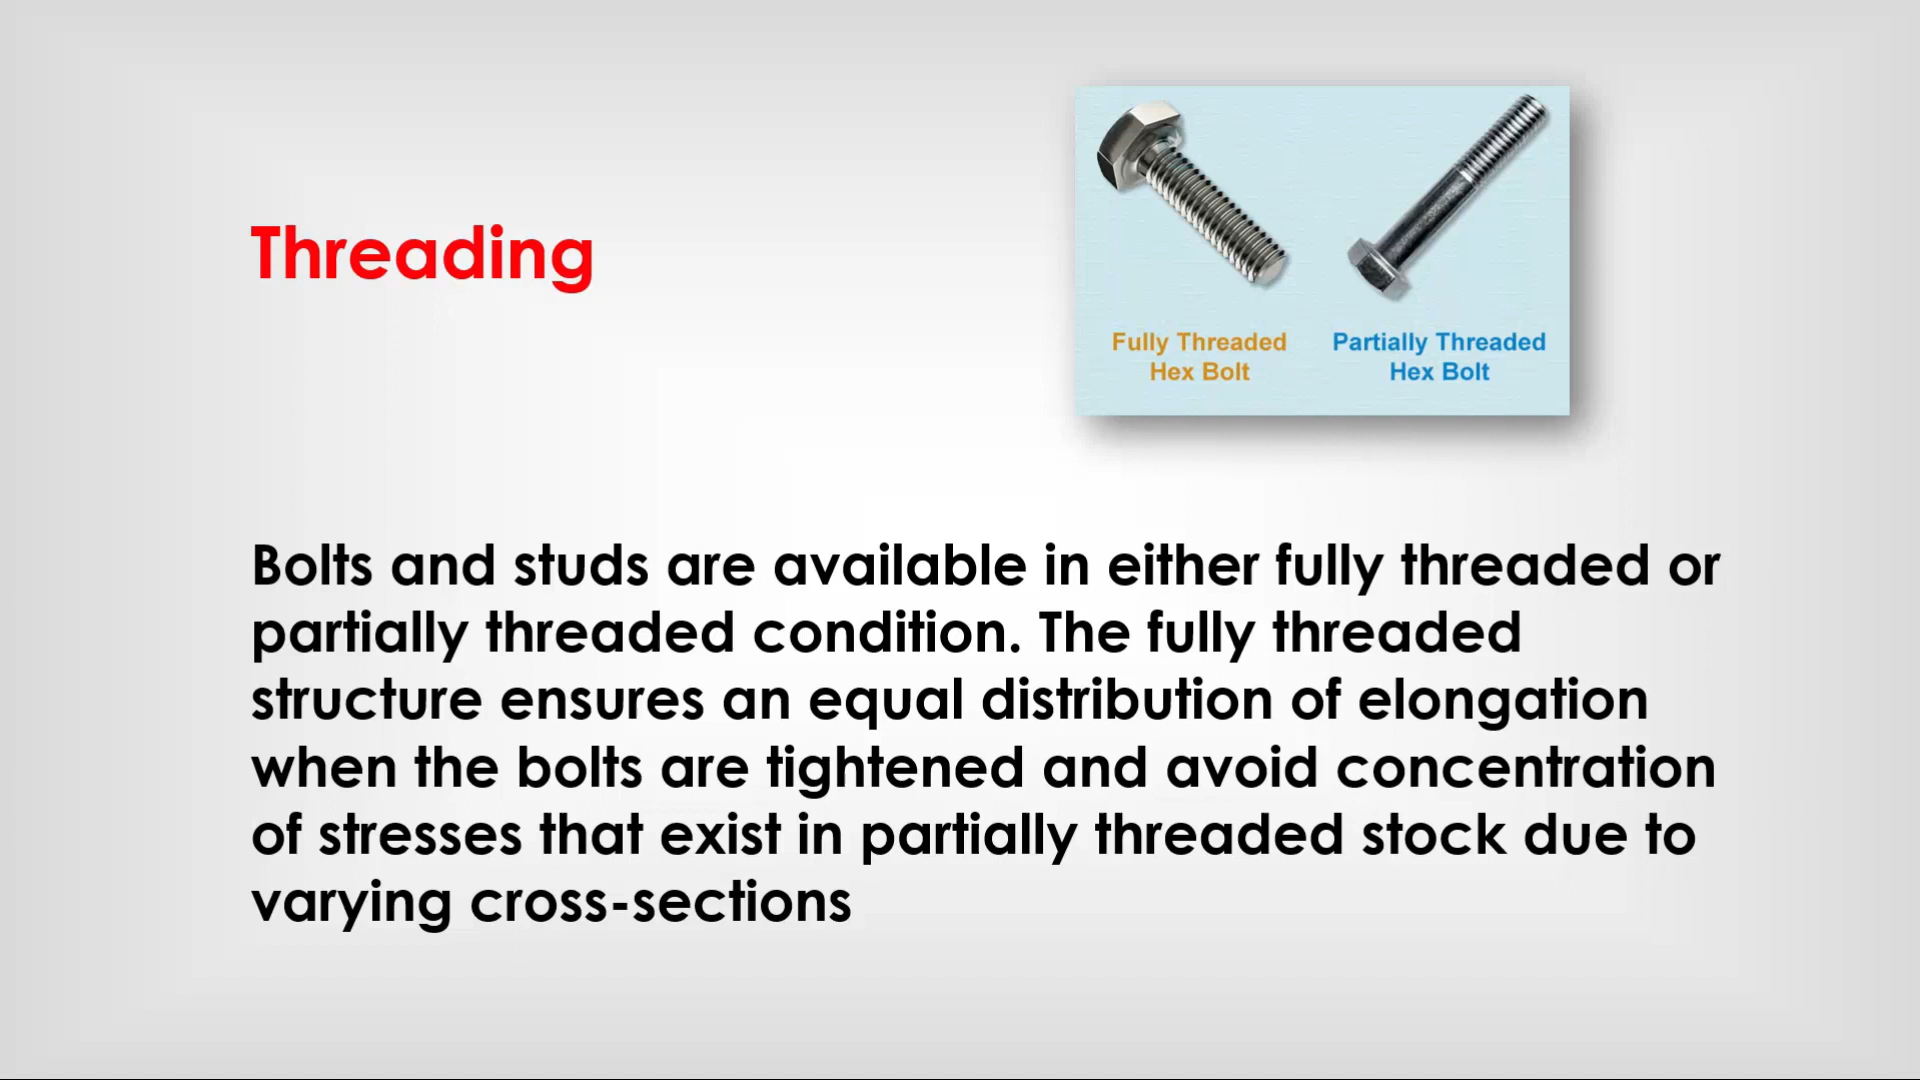 Threading
Fully Threaded
Hex Bolt
Partially Threaded
Hex Bolt
Bolts and studs are available in either fully threaded or
partially threaded condition. The fully threaded
structure ensures an equal distribution of elongation
when the bolts are tightened and avoid concentration
of stresses that exist in partially threaded stock due to
varying cross-sections